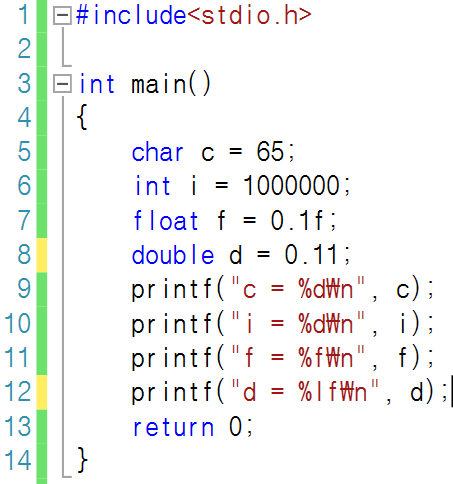 1 #include<stdio.h>
2
3 int main()
4 {
5 char c = 65;
6 int i = 1000000;
7 float f = 0.1f;
8 double d = 0.11;
9 printf("c = %d₩n", c);
10 printf("i = %d₩n", i);
11 printf("f = %f₩n", f);
12 printf("d = %lf₩n", d);
13 return 0;
14 }